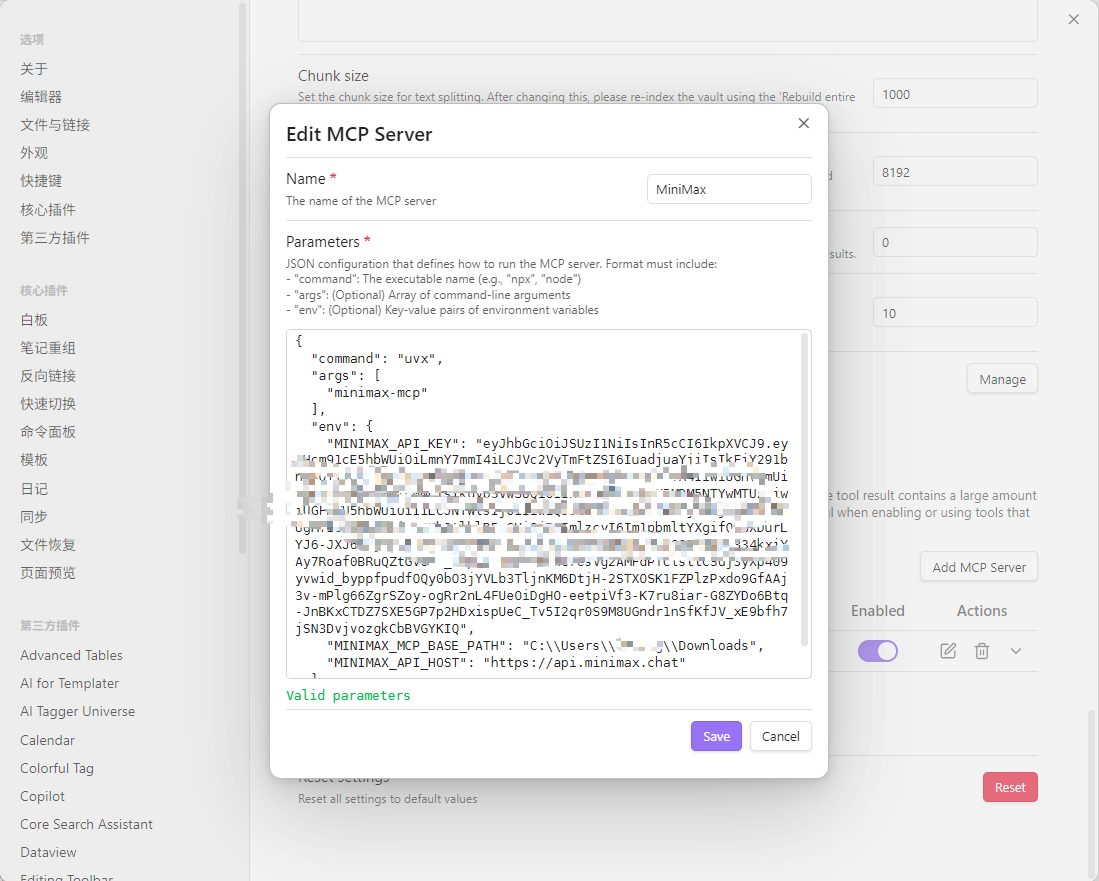 选项
关于
编辑器
文件与链接
外观
快捷键
核心插件
第三方插件
核心插件
白板
笔记重组
反向链接
快速切换
命令面板
模板
日记
同步
文件恢复
页面预览
第三方插件
Advanced Tables
AI for Templater
AI Tagger Universe
Calendar
Colorful Tag
Copilot
Core Search Assistant
Dataview
Editing Toolbar
Chunk size
Set the chunk size for text splitting. After changing this, please re-index the vault using the 'Rebuild entire
1000
8192
sults.
0
10
Manage
e tool result contains a large amount
l when enabling or using tools that
Add MCP Server
Enabled
Actions
Edit MCP Server
Name *
The name of the MCP server
MiniMax
Parameters *
JSON configuration that defines how to run the MCP server. Format must include:
- "command": The executable name (e.g., "npx", "node")
- "args": (Optional) Array of command-line arguments
- "env": (Optional) Key-value pairs of environment variables
{
"command": "uvx",
"args": [
"minimax-mcp"
],
"env": {
"MINIMAX_API_KEY": "eyJhbGciOiJSUzI1NiIsInR5cCI6IkpXVCJ9.ey
yvwid_byppfpudfOQy0bO3jYVLb3TljnKM6DtjH-2STXOSK1FZPlzPxdo9GfAAj
3v-mPlg66ZgrSZoy-ogRr2nL4FUeOiDgHO-eetpiVf3-K7ru8iar-G8ZYDo6Btq
-JnBKxCTDZ7SXE5GP7p2HDxispUeC_Tv5I2qr0S9M8UGndr1nSfKfJV_xE9bfh7
jSN3DvjvozgkCbBVGYKIQ",
"MINIMAX_MCP_BASE_PATH": "C:\\Users\\ \\Downloads",
"MINIMAX_API_HOST": "https://api.minimax.chat"
Valid parameters
Save
Cancel
Reset settings
Reset all settings to default values
Reset